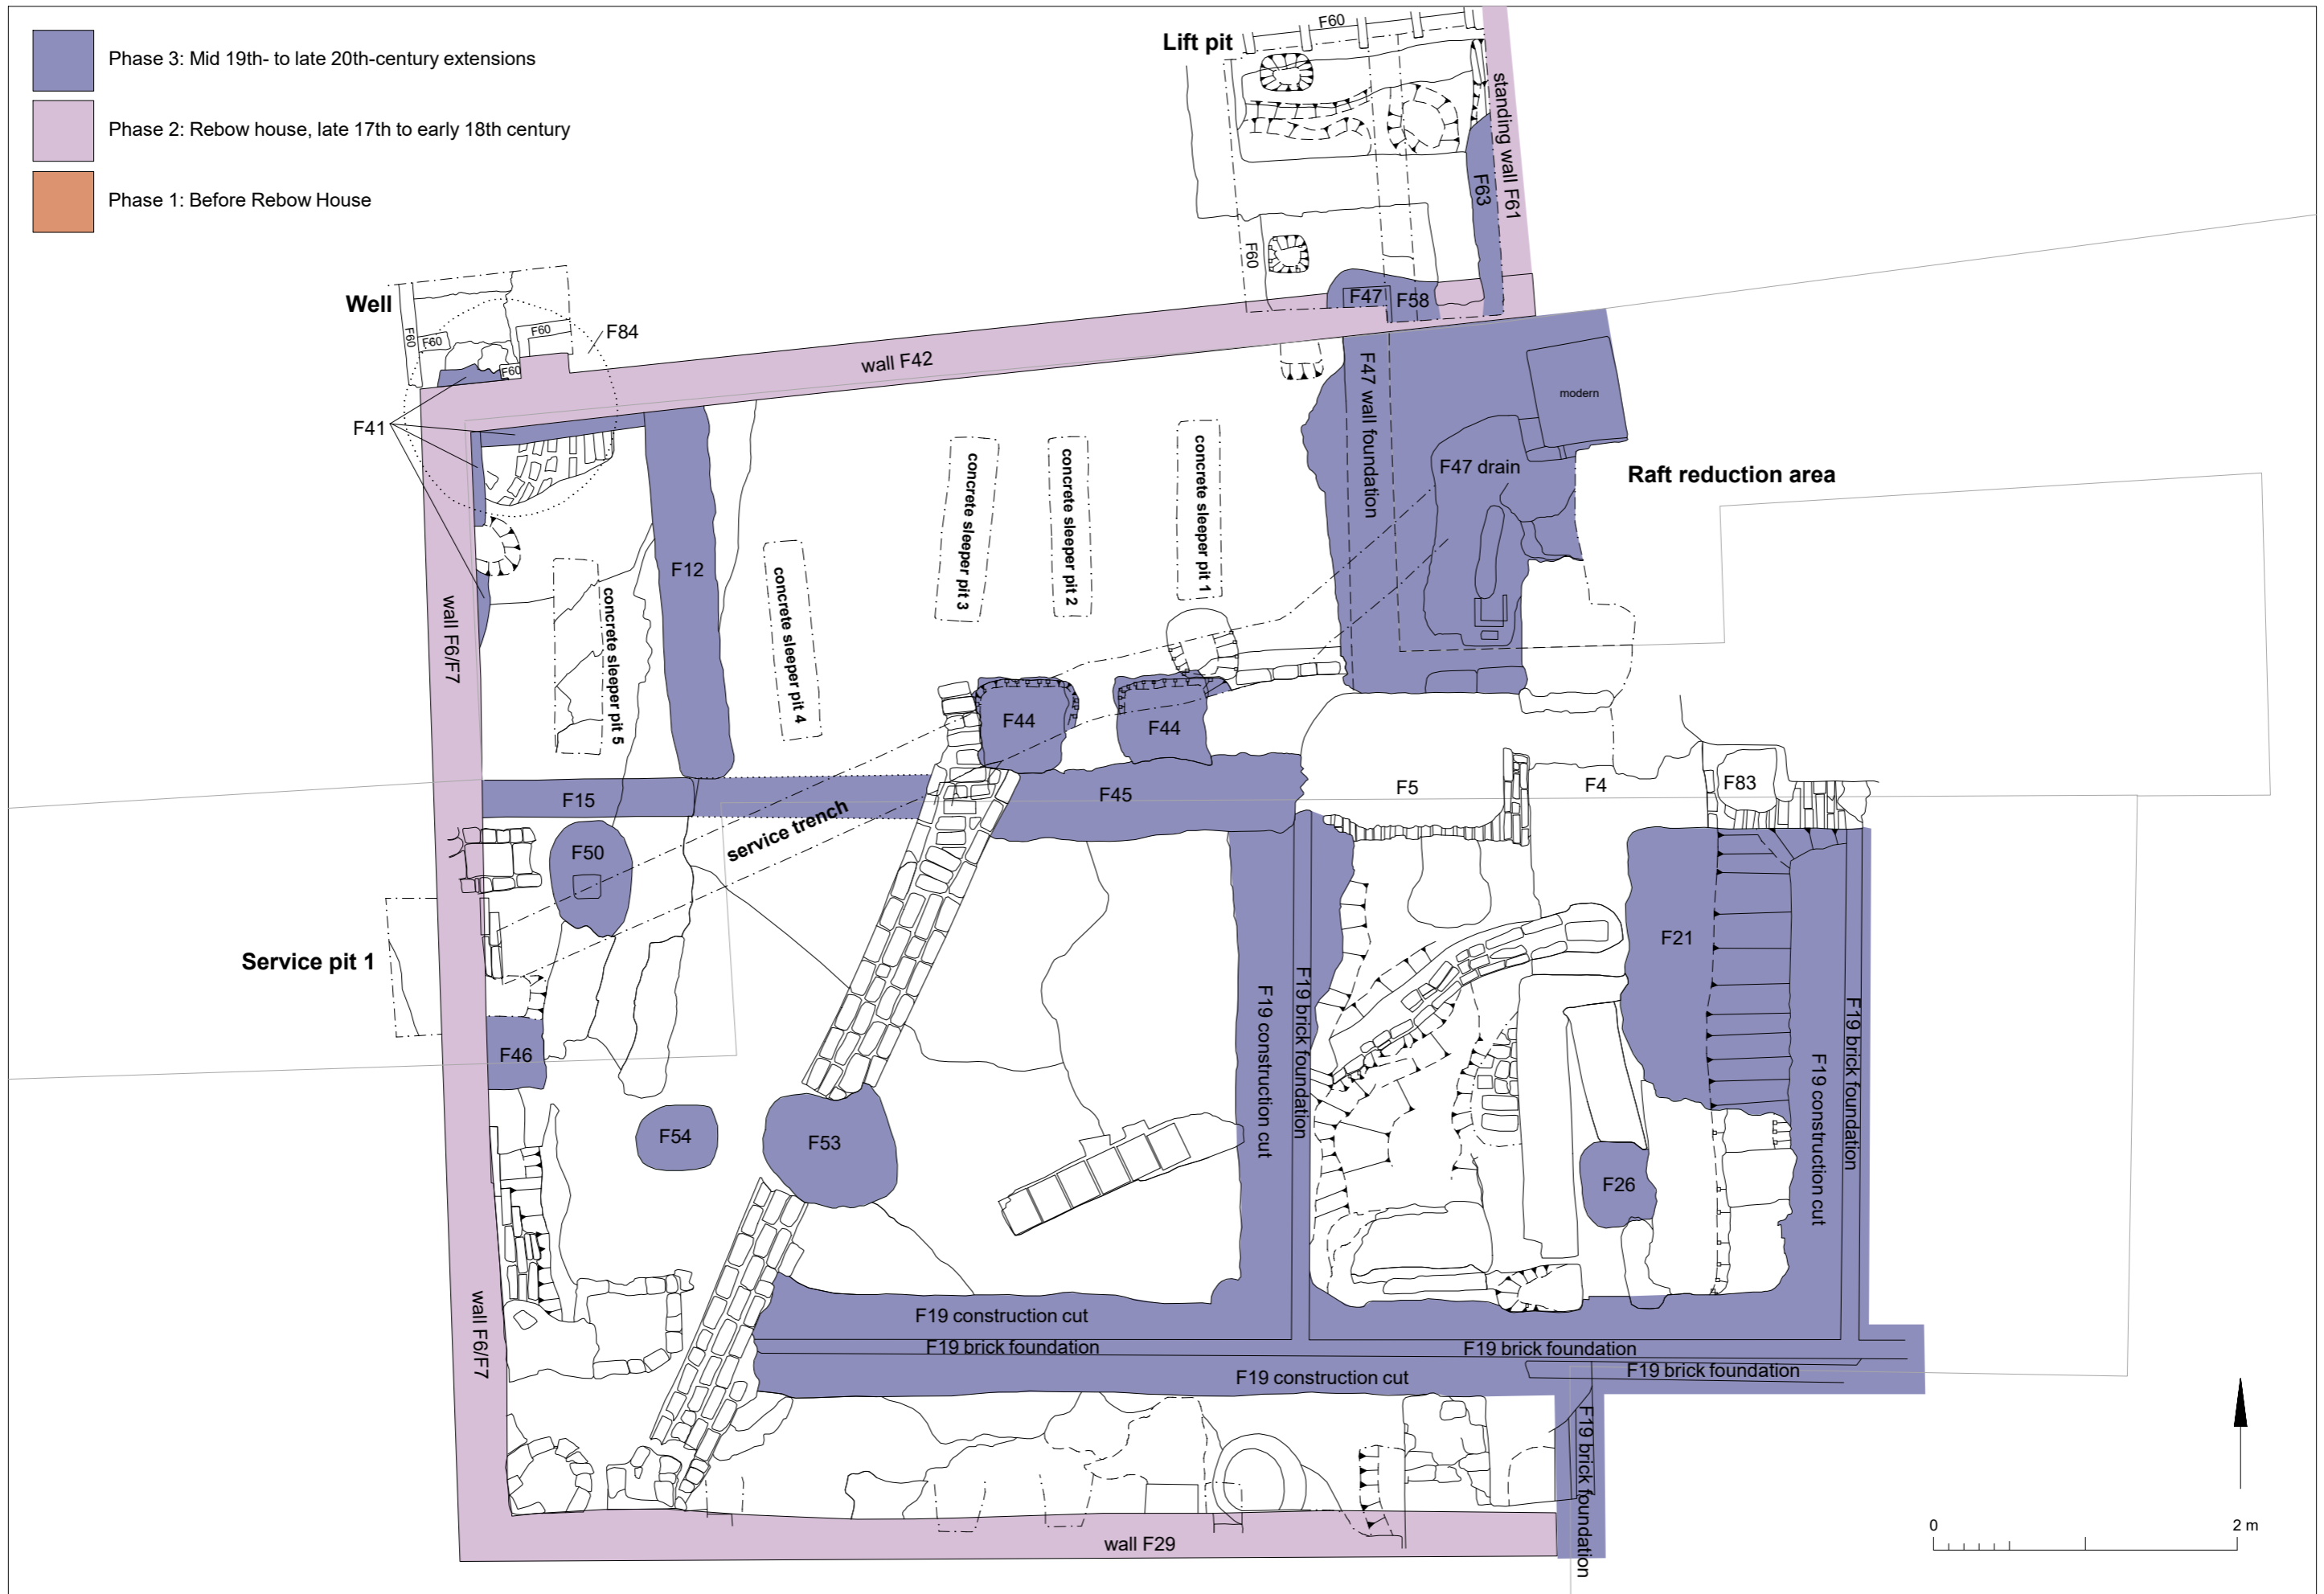 Phase 3: Mid 19th- to late 20th-century extensions
Phase 2: Rebow house, late 17th to early 18th century
Phase 1: Before Rebow House
Lift pit
F60
standing wall F61
F63
F60
F47
F58
Well
F60
F60
F60
F60
F84
wall F42
F41
F47 wall foundation
modern
F47 drain
Raft reduction area
concrete sleeper pit 3
concrete sleeper pit 2
concrete sleeper pit 1
F12
concrete sleeper pit 4
concrete sleeper pit 5
wall F6/F7
F44
F44
F15
F45
F5
F4
F83
service trench
F50
Service pit 1
F46
F21
F19 construction cut
F19 brick foundation
F19 brick foundation
F19 construction cut
F54
F53
F26
wall F6/F7
F19 construction cut
F19 brick foundation
F19 brick foundation
F19 construction cut
F19 brick foundation
F19 brick foundation
wall F29
0
2 m